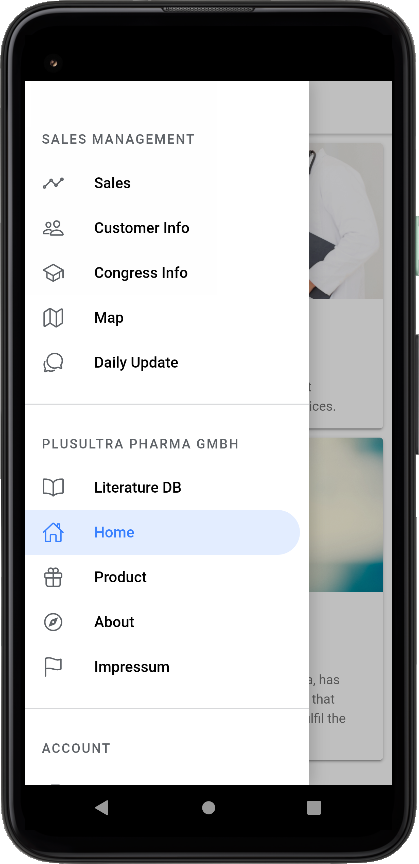 SALES MANAGEMENT
Sales
Customer Info
Congress Info
Map
Daily Update
ices.
PLUSULTRA PHARMA GMBH
Literature DB
Home
Product
About
Impressum
, has
that
lfil the
ACCOUNT